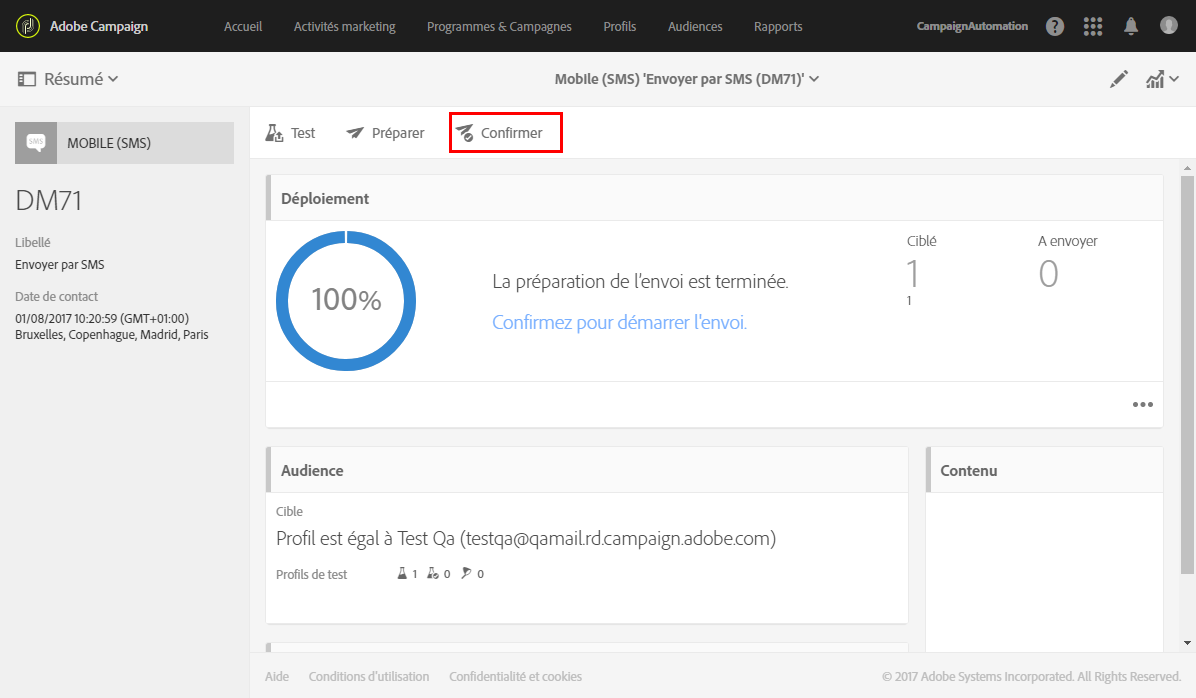 Adobe Campaign
Accueil
Activités marketing
Programmes & Campagnes
Profils
Audiences
Rapports
CampaignAutomation
?
Résumé
Mobile (SMS) 'Envoyer par SMS (DM71)'
SMS
MOBILE (SMS)
Test
Préparer
Confirmer
DM71
Libellé
Envoyer par SMS
Date de contact
01/08/2017 10:20:59 (GMT+01:00)
Bruxelles, Copenhague, Madrid, Paris
Déploiement
100%
La préparation de l'envoi est terminée.
Confirmez pour démarrer l'envoi.
Ciblé
1
1
A envoyer
0
Audience
Cible
Profil est égal à Test Qa (testqa@qamail.rd.campaign.adobe.com)
Profils de test
1
0
0
Contenu
Aide
Conditions d'utilisation
Confidentialité et cookies
© 2017 Adobe Systems Incorporated. All Rights Reserved.